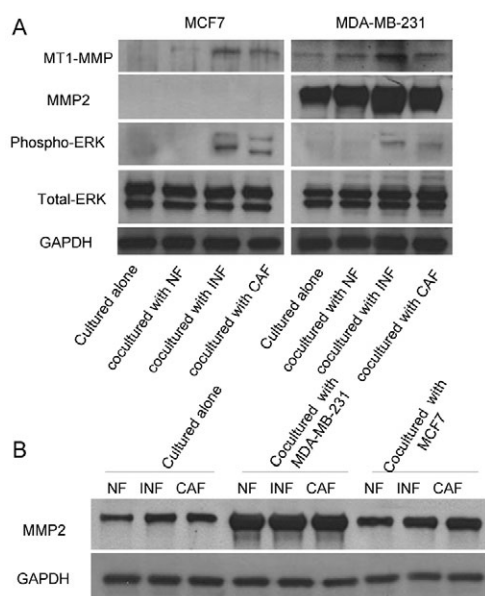 A
MCF7
MDA-MB-231
MT1-MMP
MMP2
Phospho-ERK
Total-ERK
GAPDH
Cultured alone
cocultured with NF
cocultured with INF
cocultured with CAF
Cultured alone
cocultured with NF
cocultured with INF
cocultured with CAF
B
Cultured alone
Cocultured with
MDA-MB-231
Cocultured with
MCF7
NF INF CAF NF INF CAF NF INF CAF
MMP2
GAPDH